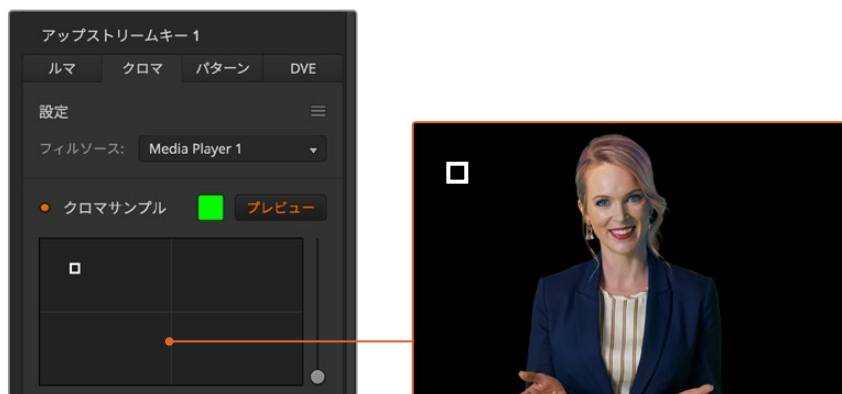 アップストリームキー 1
ルマ クロマ パターン DVE
設定
フィルソース: Media Player 1
クロマサンプル プレビュー